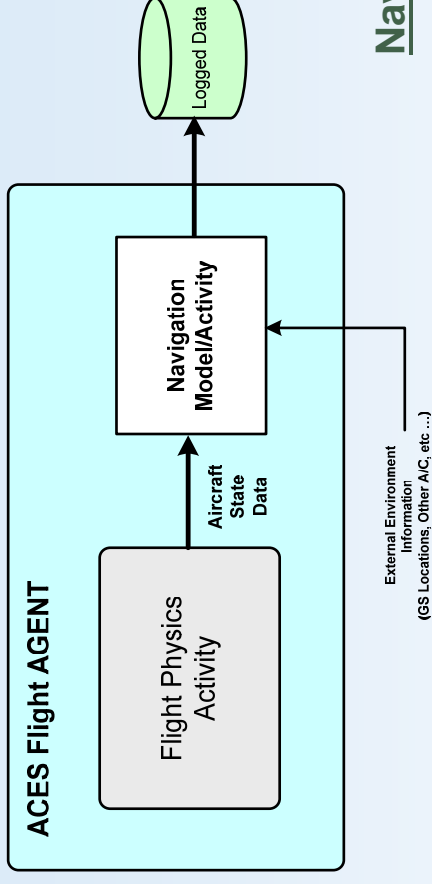 ACES Flight AGENT
Flight Physics
Activity
Aircraft
State
Data
Navigation
Model/Activity
Logged Data
External Environment
Information
(GS Locations, Other A/C, etc ...)
Nav